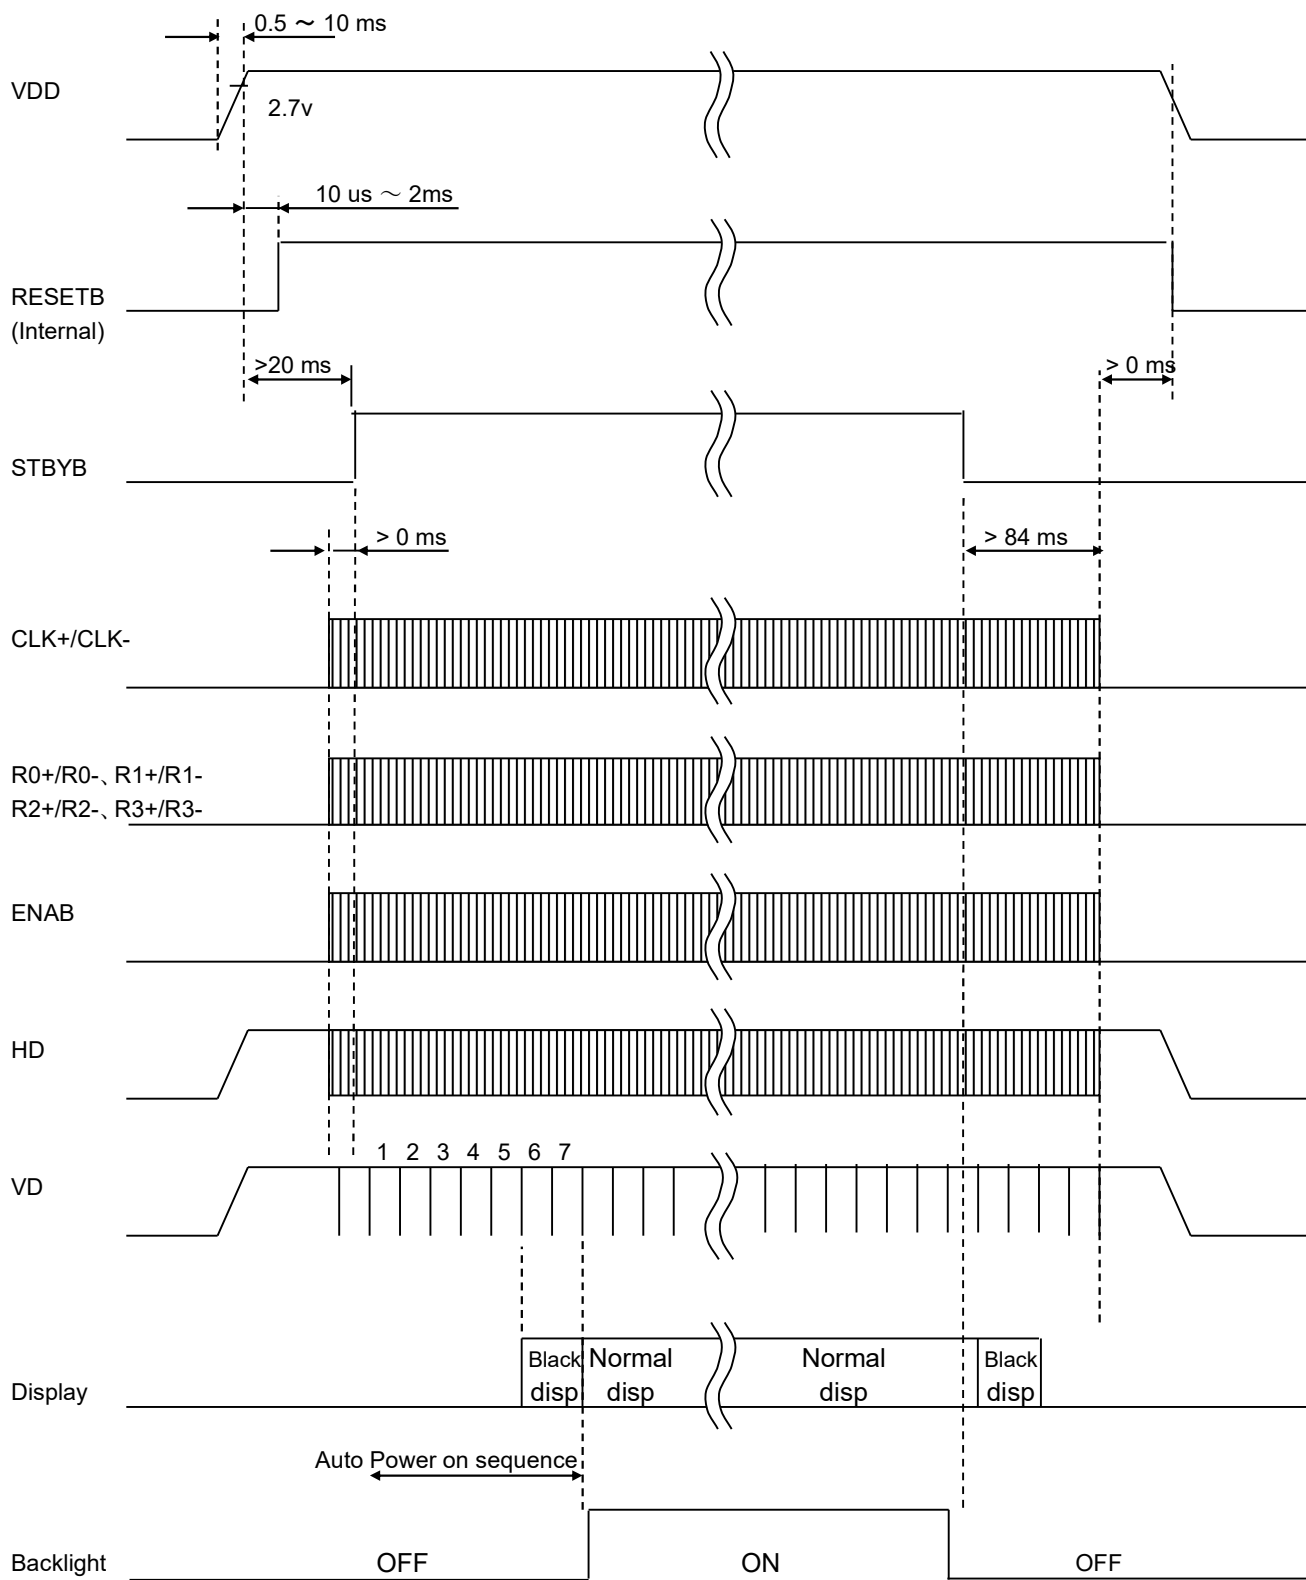 0.5 ～ 10 ms
VDD
2.7v
10 us ～ 2ms
RESETB
(Internal)
>20 ms
> 0 ms
STBYB
> 0 ms
> 84 ms
CLK+/CLK-
R0+/R0-、R1+/R1-
R2+/R2-、R3+/R3-
ENAB
HD
1 2 3 4 5 6 7
VD
Black Normal Normal Black
disp disp disp disp
Display
Auto Power on sequence
Backlight OFF ON OFF